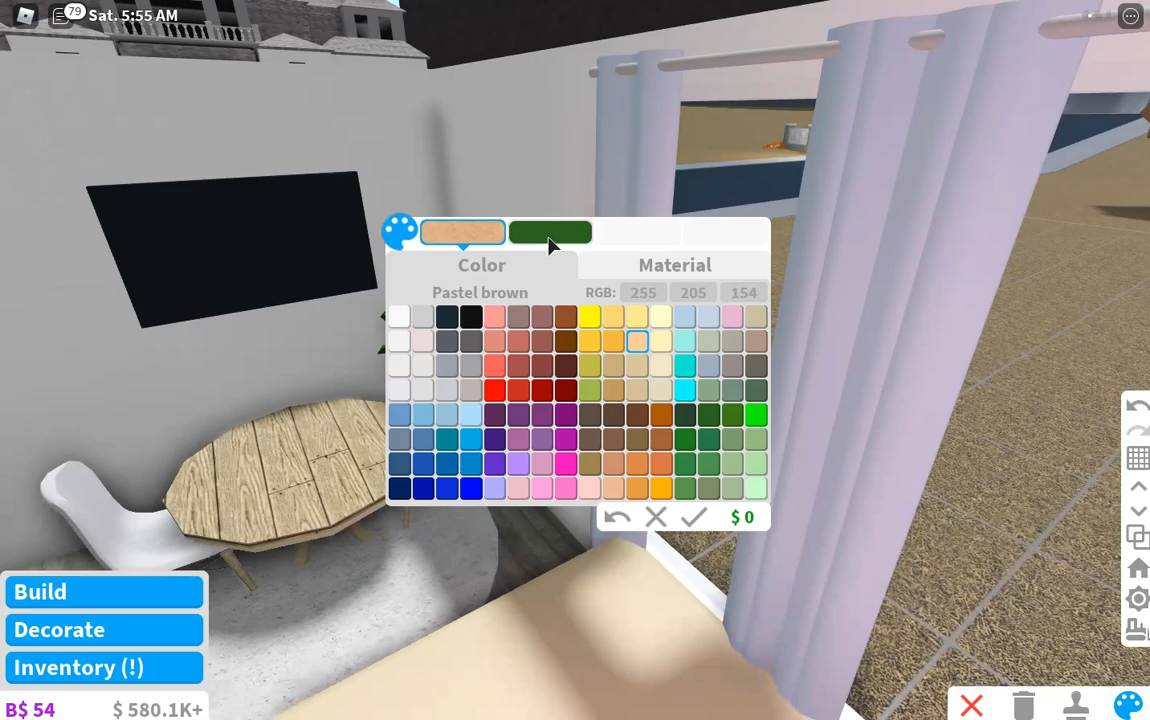 79 Sat. 5:55 AM
Color Material
Pastel brown RGB: 255 205 154
$ 0
Build
Decorate
Inventory (!)
B$ 54 $ 580.1K+